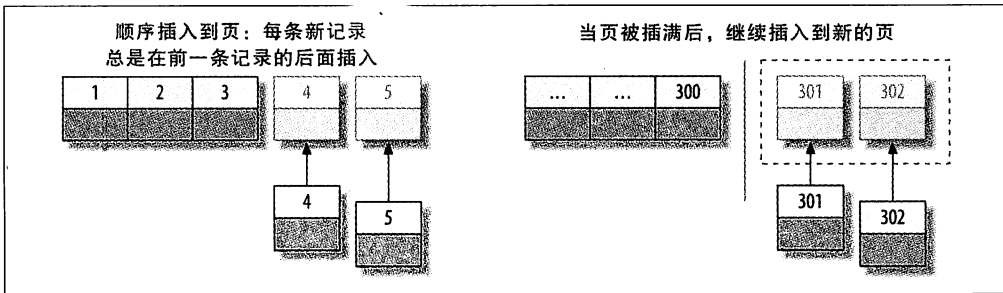 顺序插入到页：每条新记录
总是在前一条记录的后面插入
1 2 3 4 5
4
5
当页被插满后，继续插入到新的页
... ... 300 301 302
301
302